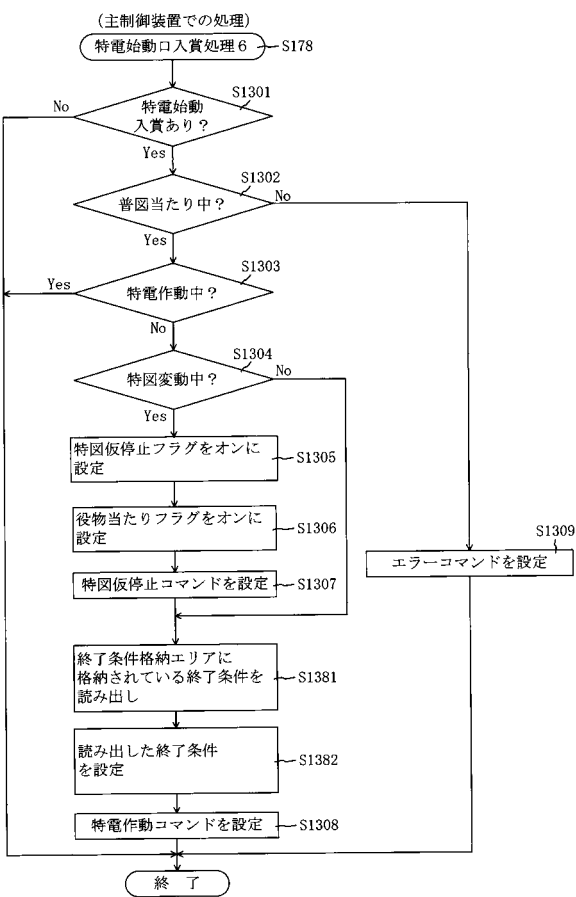 (主制御装置での処理)
特電始動口入賞処理6
S178
S1301
No
特電始動
入賞あり?
Yes
S1302
普図当たり中?
No
Yes
S1303
Yes
特電作動中?
No
S1304
特図変動中?
No
Yes
特図仮停止フラグをオンに
設定
S1305
役物当たりフラグをオンに
設定
S1306
S1309
エラーコマンドを設定
特図仮停止コマンドを設定
S1307
終了条件格納エリアに
格納されている終了条件を
読み出し
S1381
読み出した終了条件
を設定
S1382
特電作動コマンドを設定
S1308
終 了